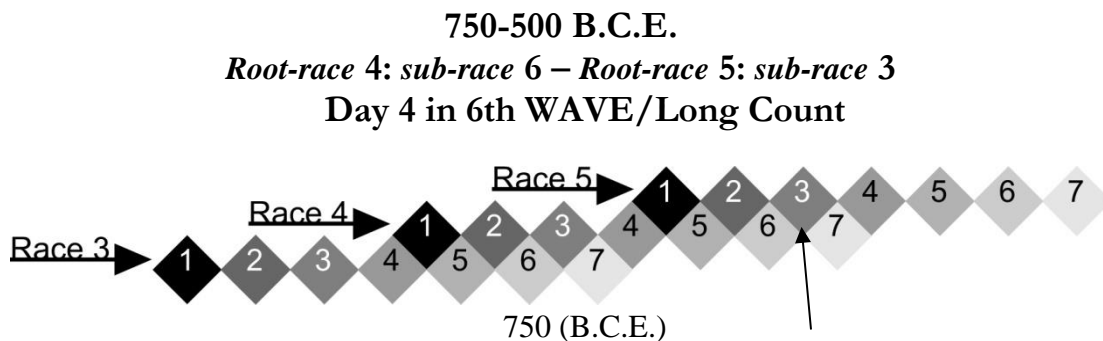 750-500 B.C.E.
Root-race 4: sub-race 6 – Root-race 5: sub-race 3
Day 4 in 6th WAVE/Long Count
Race 5 1 2 3 4 5 6 7
Race 4 1 2 3 4 5 6 7
Race 3 1 2 3 4 5 6 7
750 (B.C.E.)